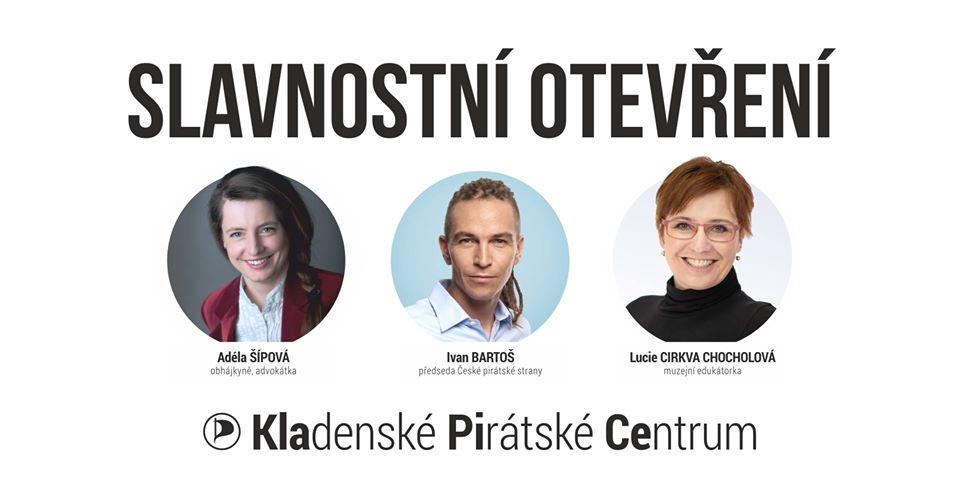 SLAVNOSTNÍ OTEVŘENÍ
Adéla ŠÍPOVÁ
obhájkyně, advokátka
Ivan BARTOŠ
předseda České pirátské strany
Lucie CIRKVA CHOCHOLOVÁ
muzejní edukátorka
Kladenské Pirátské Centrum